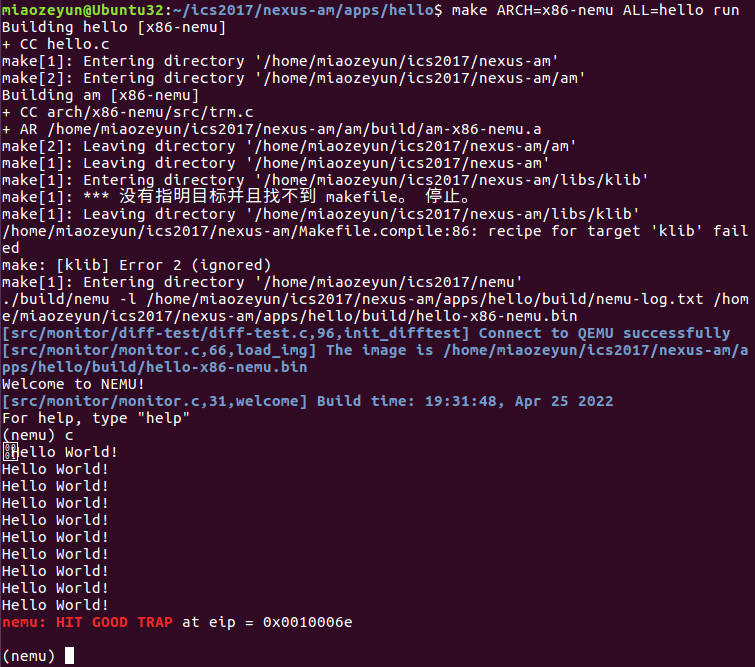 miaozeyun@Ubuntu32:~/ics2017/nexus-am/apps/hello$ make ARCH=x86-nemu ALL=hello run
Building hello [x86-nemu]
+ CC hello.c
make[1]: Entering directory '/home/miaozeyun/ics2017/nexus-am'
make[2]: Entering directory '/home/miaozeyun/ics2017/nexus-am/am'
Building am [x86-nemu]
+ CC arch/x86-nemu/src/trm.c
+ AR /home/miaozeyun/ics2017/nexus-am/am/build/am-x86-nemu.a
make[2]: Leaving directory '/home/miaozeyun/ics2017/nexus-am/am'
make[1]: Leaving directory '/home/miaozeyun/ics2017/nexus-am'
make[1]: Entering directory '/home/miaozeyun/ics2017/nexus-am/libs/klib'
make[1]: *** 没有指明目标并且找不到 makefile。 停止。
make[1]: Leaving directory '/home/miaozeyun/ics2017/nexus-am/libs/klib'
/home/miaozeyun/ics2017/nexus-am/Makefile.compile:86: recipe for target 'klib' fail
ed
make: [klib] Error 2 (ignored)
make[1]: Entering directory '/home/miaozeyun/ics2017/nemu'
./build/nemu -l /home/miaozeyun/ics2017/nexus-am/apps/hello/build/nemu-log.txt /hom
e/miaozeyun/ics2017/nexus-am/apps/hello/build/hello-x86-nemu.bin
[src/monitor/diff-test/diff-test.c,96,init_difftest] Connect to QEMU successfully
[src/monitor/monitor.c,66,load_img] The image is /home/miaozeyun/ics2017/nexus-am/a
pps/hello/build/hello-x86-nemu.bin
Welcome to NEMU!
[src/monitor/monitor.c,31,welcome] Build time: 19:31:48, Apr 25 2022
For help, type "help"
(nemu) c
Hello World!
Hello World!
Hello World!
Hello World!
Hello World!
Hello World!
Hello World!
Hello World!
Hello World!
Hello World!
nemu: HIT GOOD TRAP at eip = 0x0010006e
(nemu)